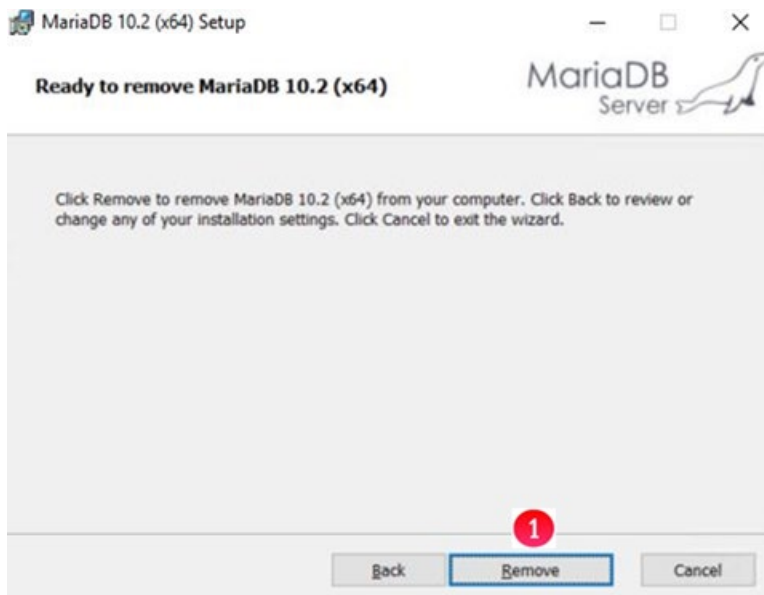 MariaDB 10.2 (x64) Setup
Ready to remove MariaDB 10.2 (x64)
MariaDB
Server
Click Remove to remove MariaDB 10.2 (x64) from your computer. Click Back to review or
change any of your installation settings. Click Cancel to exit the wizard.
1
Back
Remove
Cancel